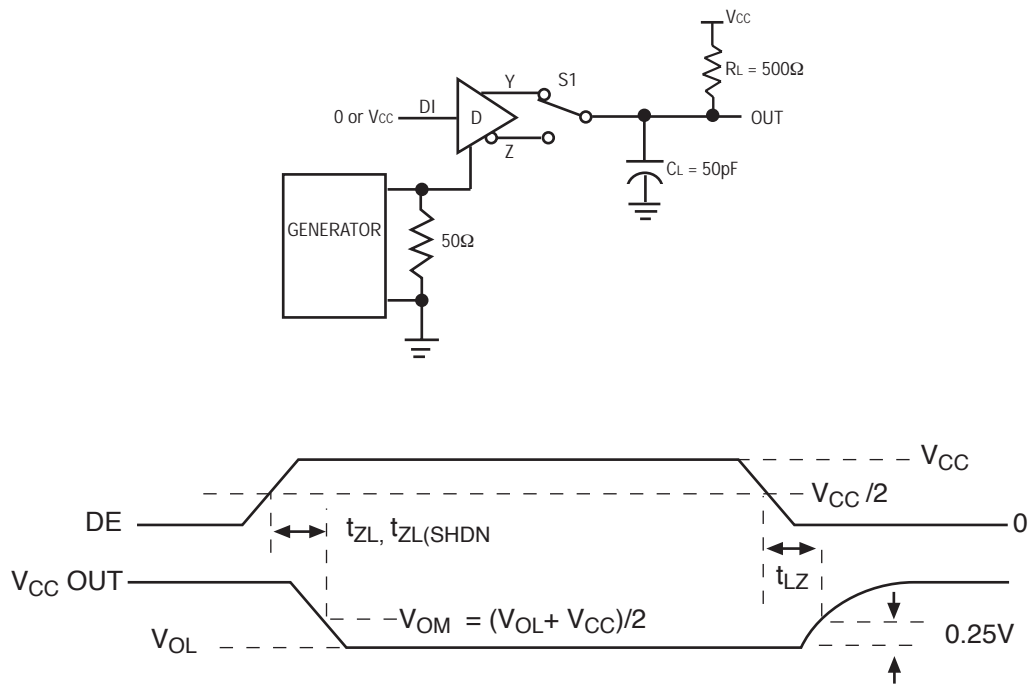 VCC
RL = 500Ω
Y
S1
0 or VCC
DI
D
OUT
Z
CL = 50pF
GENERATOR
50Ω
VCC
VCC /2
DE
tZL, tZL(SHDN
0
VCC OUT
tLZ
VOM = (VOL+ VCC)/2
VOL
0.25V